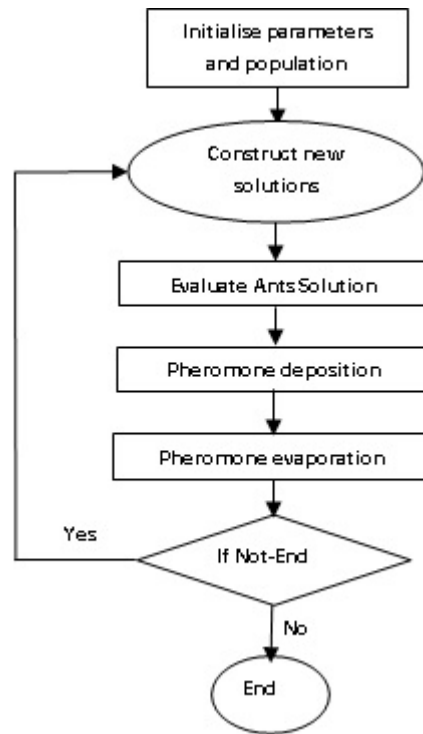 Initialise parameters
and population
Construct new
solutions
Evaluate Ants Solution
Pheromone deposition
Pheromone evaporation
Yes
If Not-End
No
End